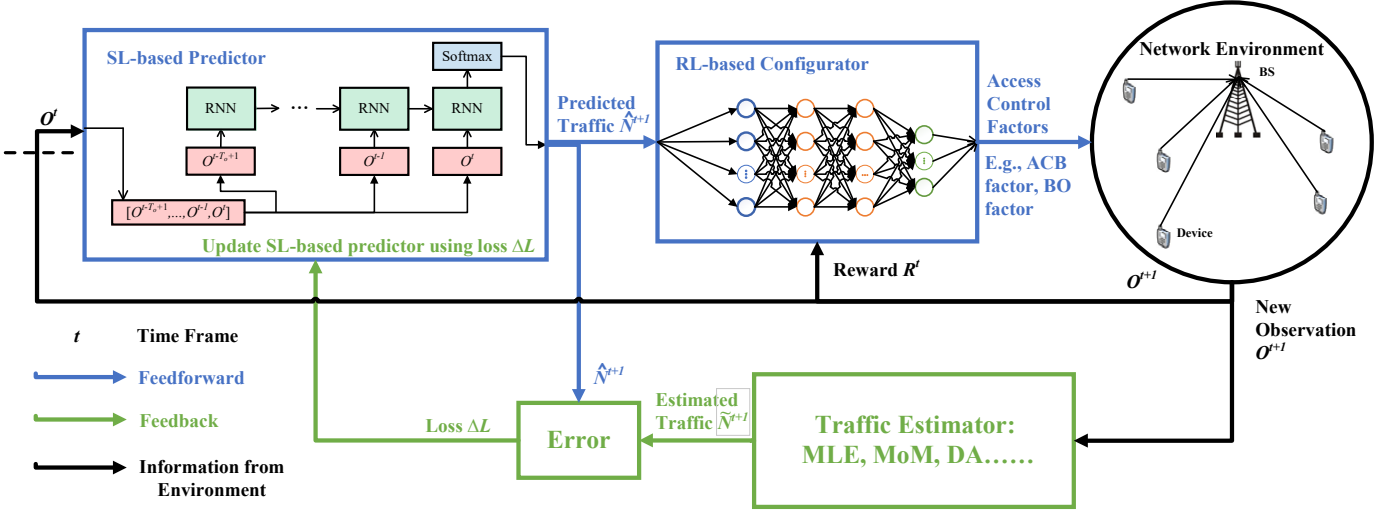 SL-based Predictor
Softmax
RNN
...
RNN
RNN
O^{t-T_o+1}
O^{t-1}
O^t
[O^{t-T_o+1},...,O^{t-1},O^t]
Update SL-based predictor using loss ΔL
O^t
Predicted
Traffic N̂^{t+1}
RL-based Configurator
Access
Control
Factors
E.g., ACB
factor, BO
factor
Network Environment
BS
Device
Reward R^t
O^{t+1}
New
Observation
O^{t+1}
t Time Frame
Feedforward
Feedback
Information from
Environment
N̂^{t+1}
Loss ΔL
Error
Estimated
Traffic Ñ^{t+1}
Traffic Estimator:
MLE, MoM, DA……